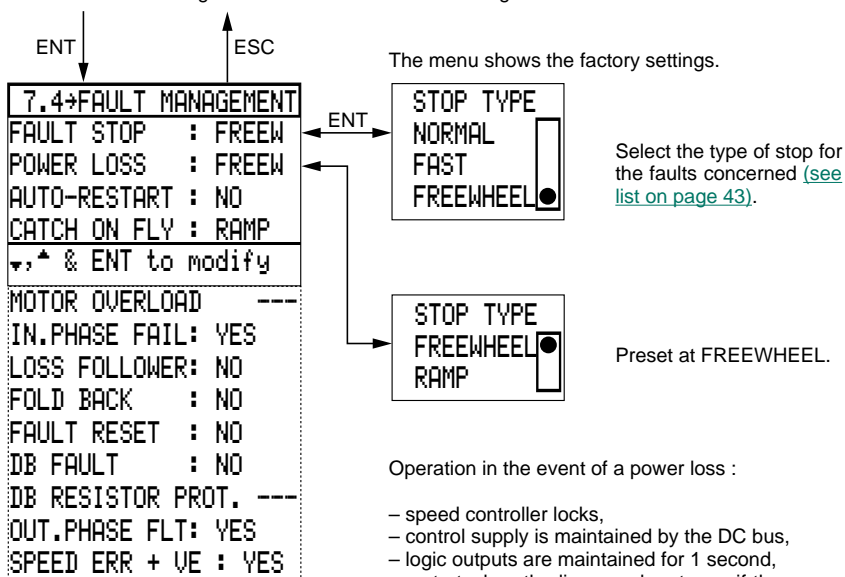 ENT
ESC
7.4→FAULT MANAGEMENT
FAULT STOP : FREEW
POWER LOSS : FREEW
AUTO-RESTART : NO
CATCH ON FLY : RAMP
▾,▴ & ENT to modify
MOTOR OVERLOAD ---
IN.PHASE FAIL: YES
LOSS FOLLOWER: NO
FOLD BACK : NO
FAULT RESET : NO
DB FAULT : NO
DB RESISTOR PROT. ---
OUT.PHASE FLT: YES
SPEED ERR + VE : YES
The menu shows the factory settings.
ENT
STOP TYPE
NORMAL
FAST
FREEWHEEL
Select the type of stop for
the faults concerned (see
list on page 43).
STOP TYPE
FREEWHEEL
RAMP
Preset at FREEWHEEL.
Operation in the event of a power loss :
– speed controller locks,
– control supply is maintained by the DC bus,
– logic outputs are maintained for 1 second,